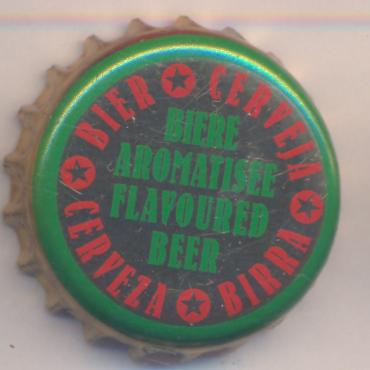 BIER ★ CERVEJA ★ BIRRA ★ CERVEZA ★
BIERE
AROMATISEE
FLAVOURED
BEER